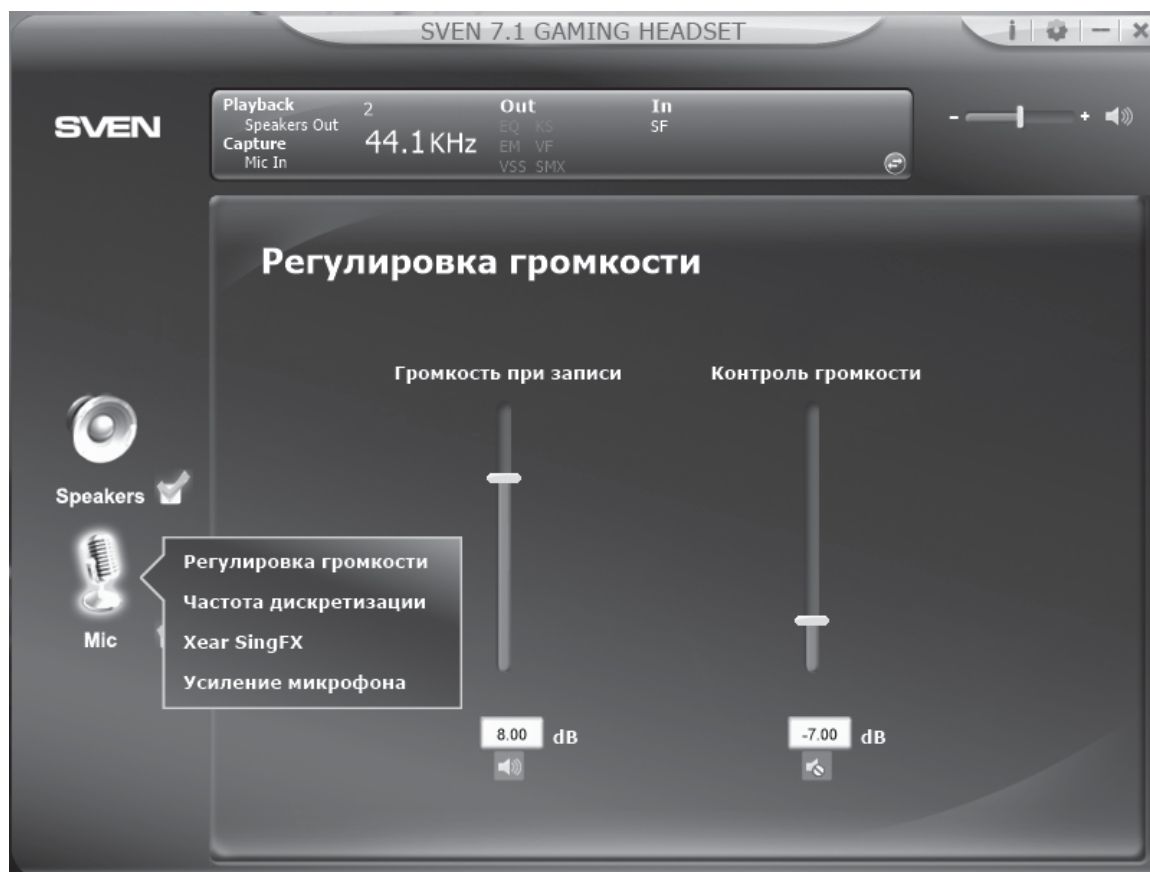 SVEN 7.1 GAMING HEADSET
SVEN
Playback
Speakers Out
Capture
Mic In
2
44.1 KHz
Out
EQ KS
EM VF
VSS SMX
In
SF
- +
Регулировка громкости
Громкость при записи
Контроль громкости
Speakers
Mic
Регулировка громкости
Частота дискретизации
Xear SingFX
Усиление микрофона
8.00 dB
-7.00 dB